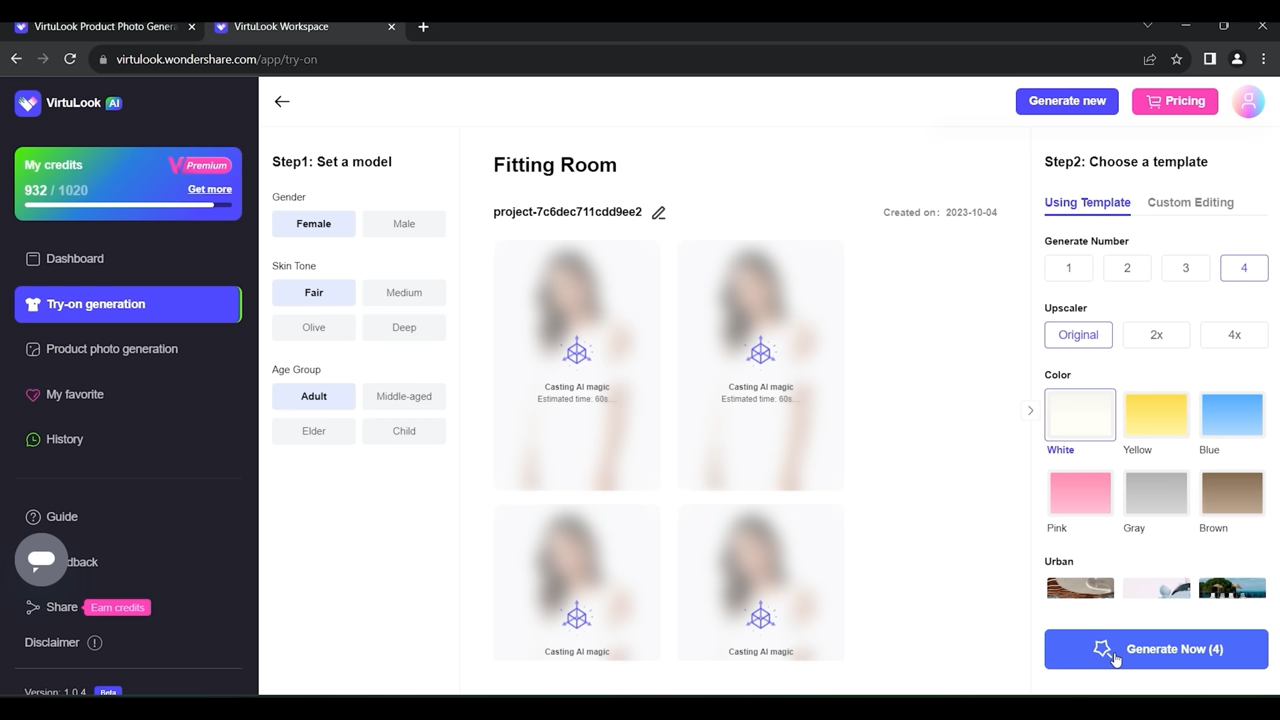 VirtuLook Product Photo Genera
VirtuLook Workspace
virtulook.wondershare.com/app/try-on
VirtuLook AI
Generate new
Pricing
My credits
Premium
932 / 1020
Get more
Dashboard
Try-on generation
Product photo generation
My favorite
History
Guide
dback
Share
Earn credits
Disclaimer
Version: 1.0.4
Beta
Step1: Set a model
Gender
Female
Male
Skin Tone
Fair
Medium
Olive
Deep
Age Group
Adult
Middle-aged
Elder
Child
Fitting Room
project-7c6dec711cdd9ee2
Created on: 2023-10-04
Casting AI magic
Estimated time: 60s...
Casting AI magic
Estimated time: 60s...
Casting AI magic
Casting AI magic
Step2: Choose a template
Using Template
Custom Editing
Generate Number
1
2
3
4
Upscaler
Original
2x
4x
Color
White
Yellow
Blue
Pink
Gray
Brown
Urban
Generate Now (4)